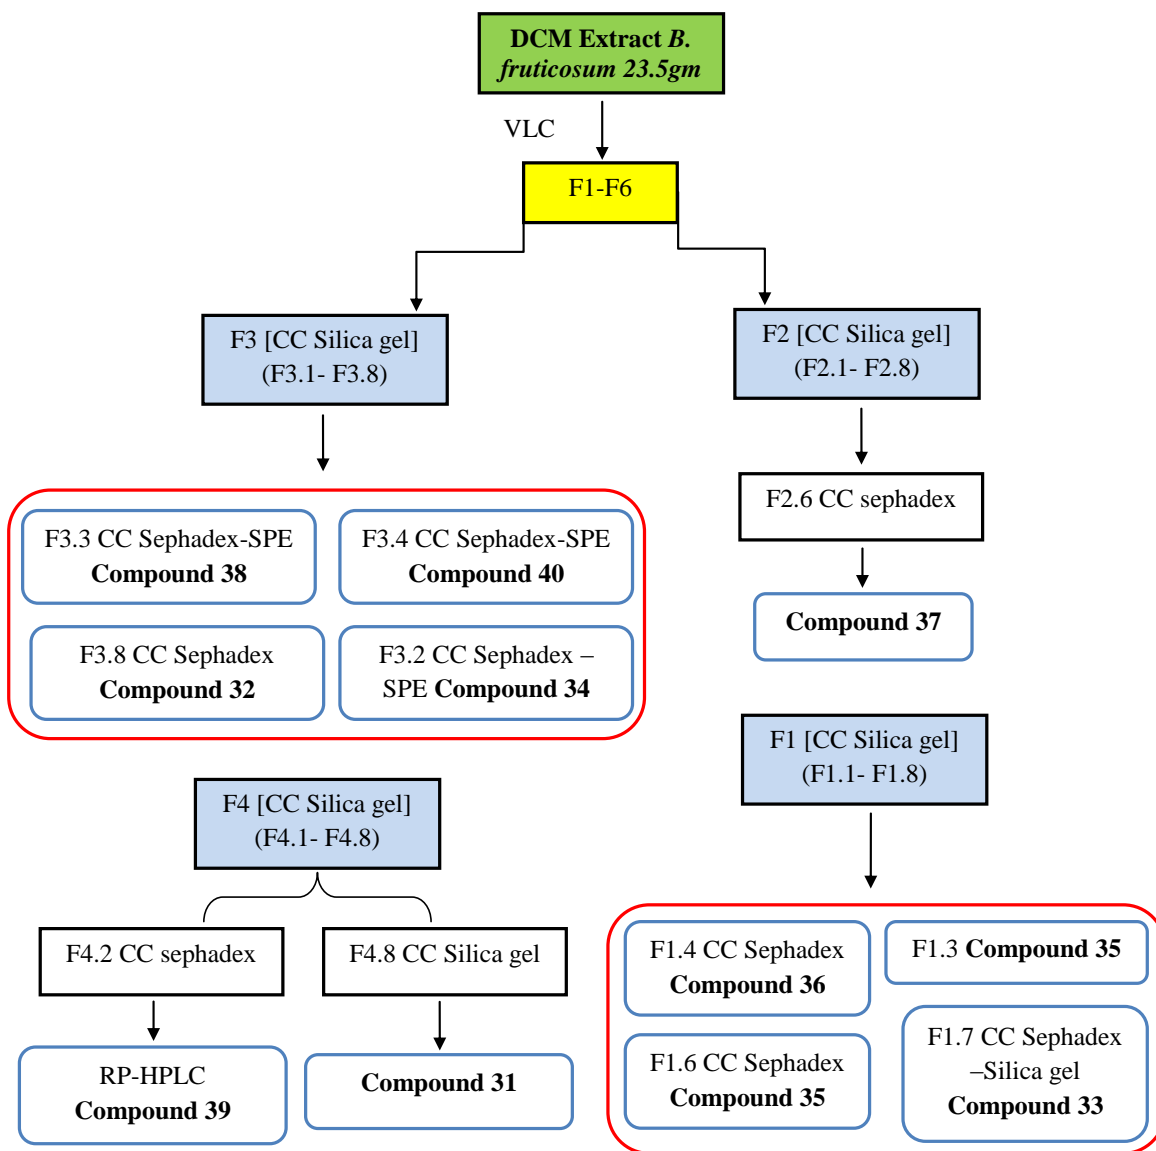 DCM Extract B.
fruticosum 23.5gm
VLC
F1-F6
F3 [CC Silica gel]
(F3.1- F3.8)
F2 [CC Silica gel]
(F2.1- F2.8)
F3.3 CC Sephadex-SPE
Compound 38
F3.4 CC Sephadex-SPE
Compound 40
F3.8 CC Sephadex
Compound 32
F3.2 CC Sephadex –
SPE Compound 34
F2.6 CC sephadex
Compound 37
F4 [CC Silica gel]
(F4.1- F4.8)
F4.2 CC sephadex
F4.8 CC Silica gel
RP-HPLC
Compound 39
Compound 31
F1 [CC Silica gel]
(F1.1- F1.8)
F1.4 CC Sephadex
Compound 36
F1.3 Compound 35
F1.6 CC Sephadex
Compound 35
F1.7 CC Sephadex
–Silica gel
Compound 33